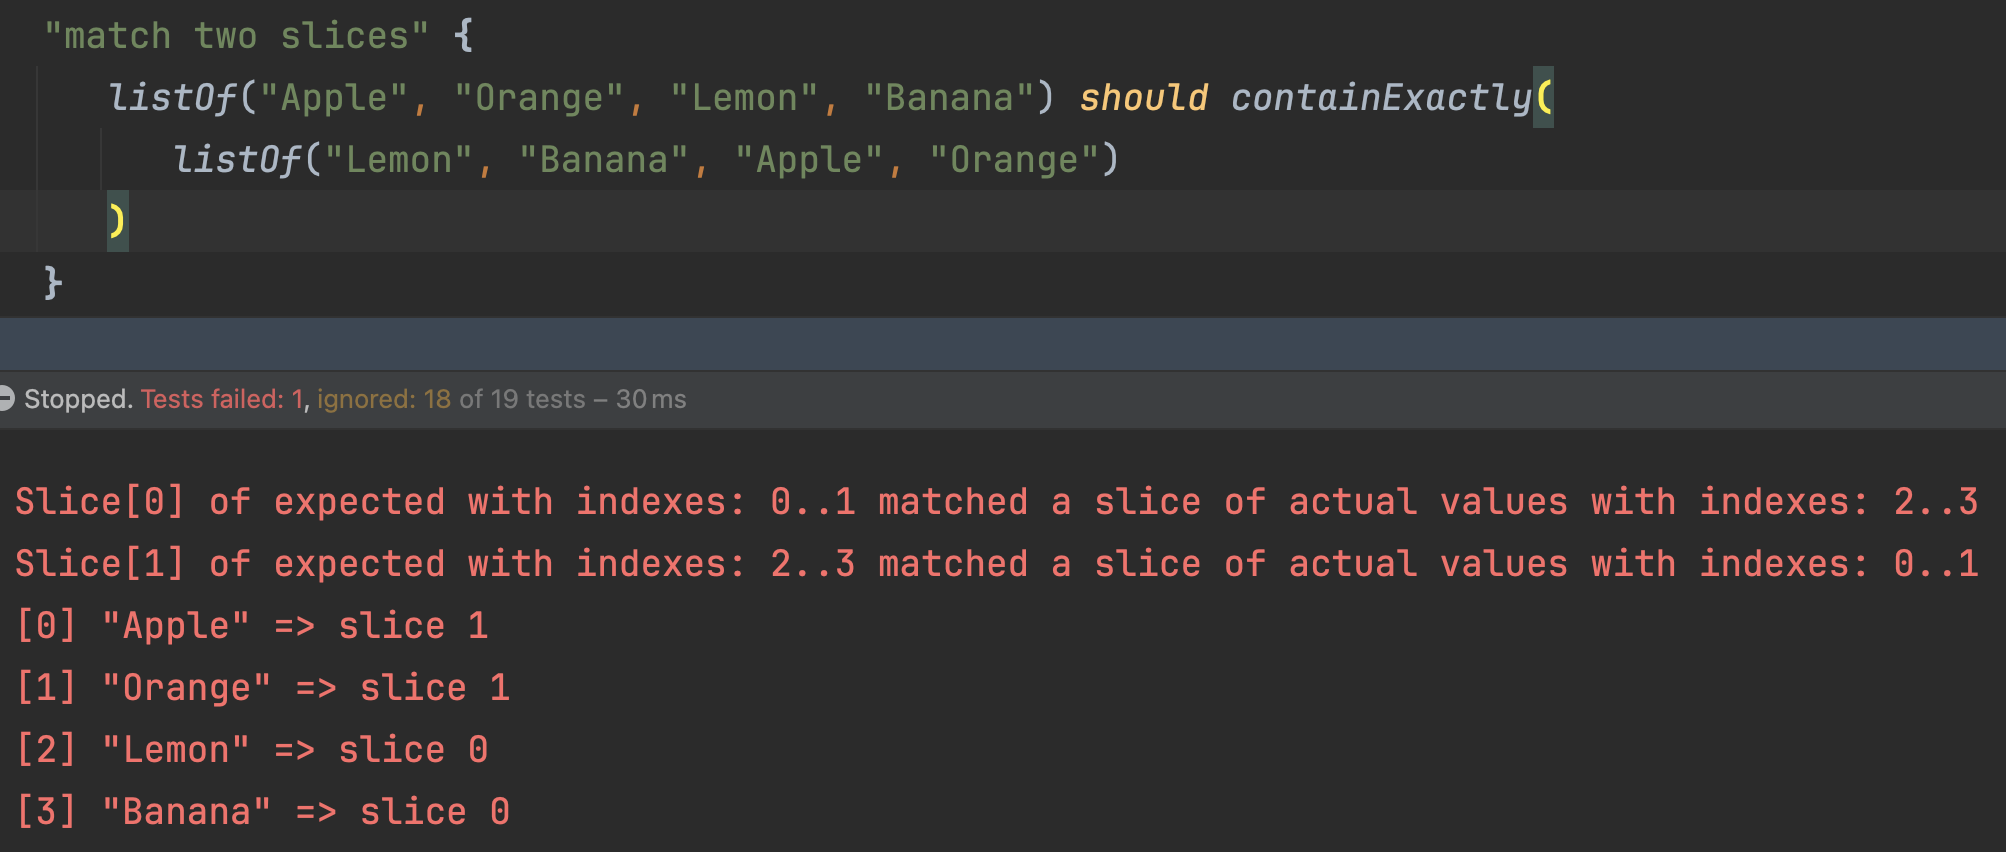 "match two slices" {
listOf("Apple", "Orange", "Lemon", "Banana") should containExactly(
listOf("Lemon", "Banana", "Apple", "Orange")
)
}
Stopped. Tests failed: 1, ignored: 18 of 19 tests – 30 ms
Slice[0] of expected with indexes: 0..1 matched a slice of actual values with indexes: 2..3
Slice[1] of expected with indexes: 2..3 matched a slice of actual values with indexes: 0..1
[0] "Apple" => slice 1
[1] "Orange" => slice 1
[2] "Lemon" => slice 0
[3] "Banana" => slice 0